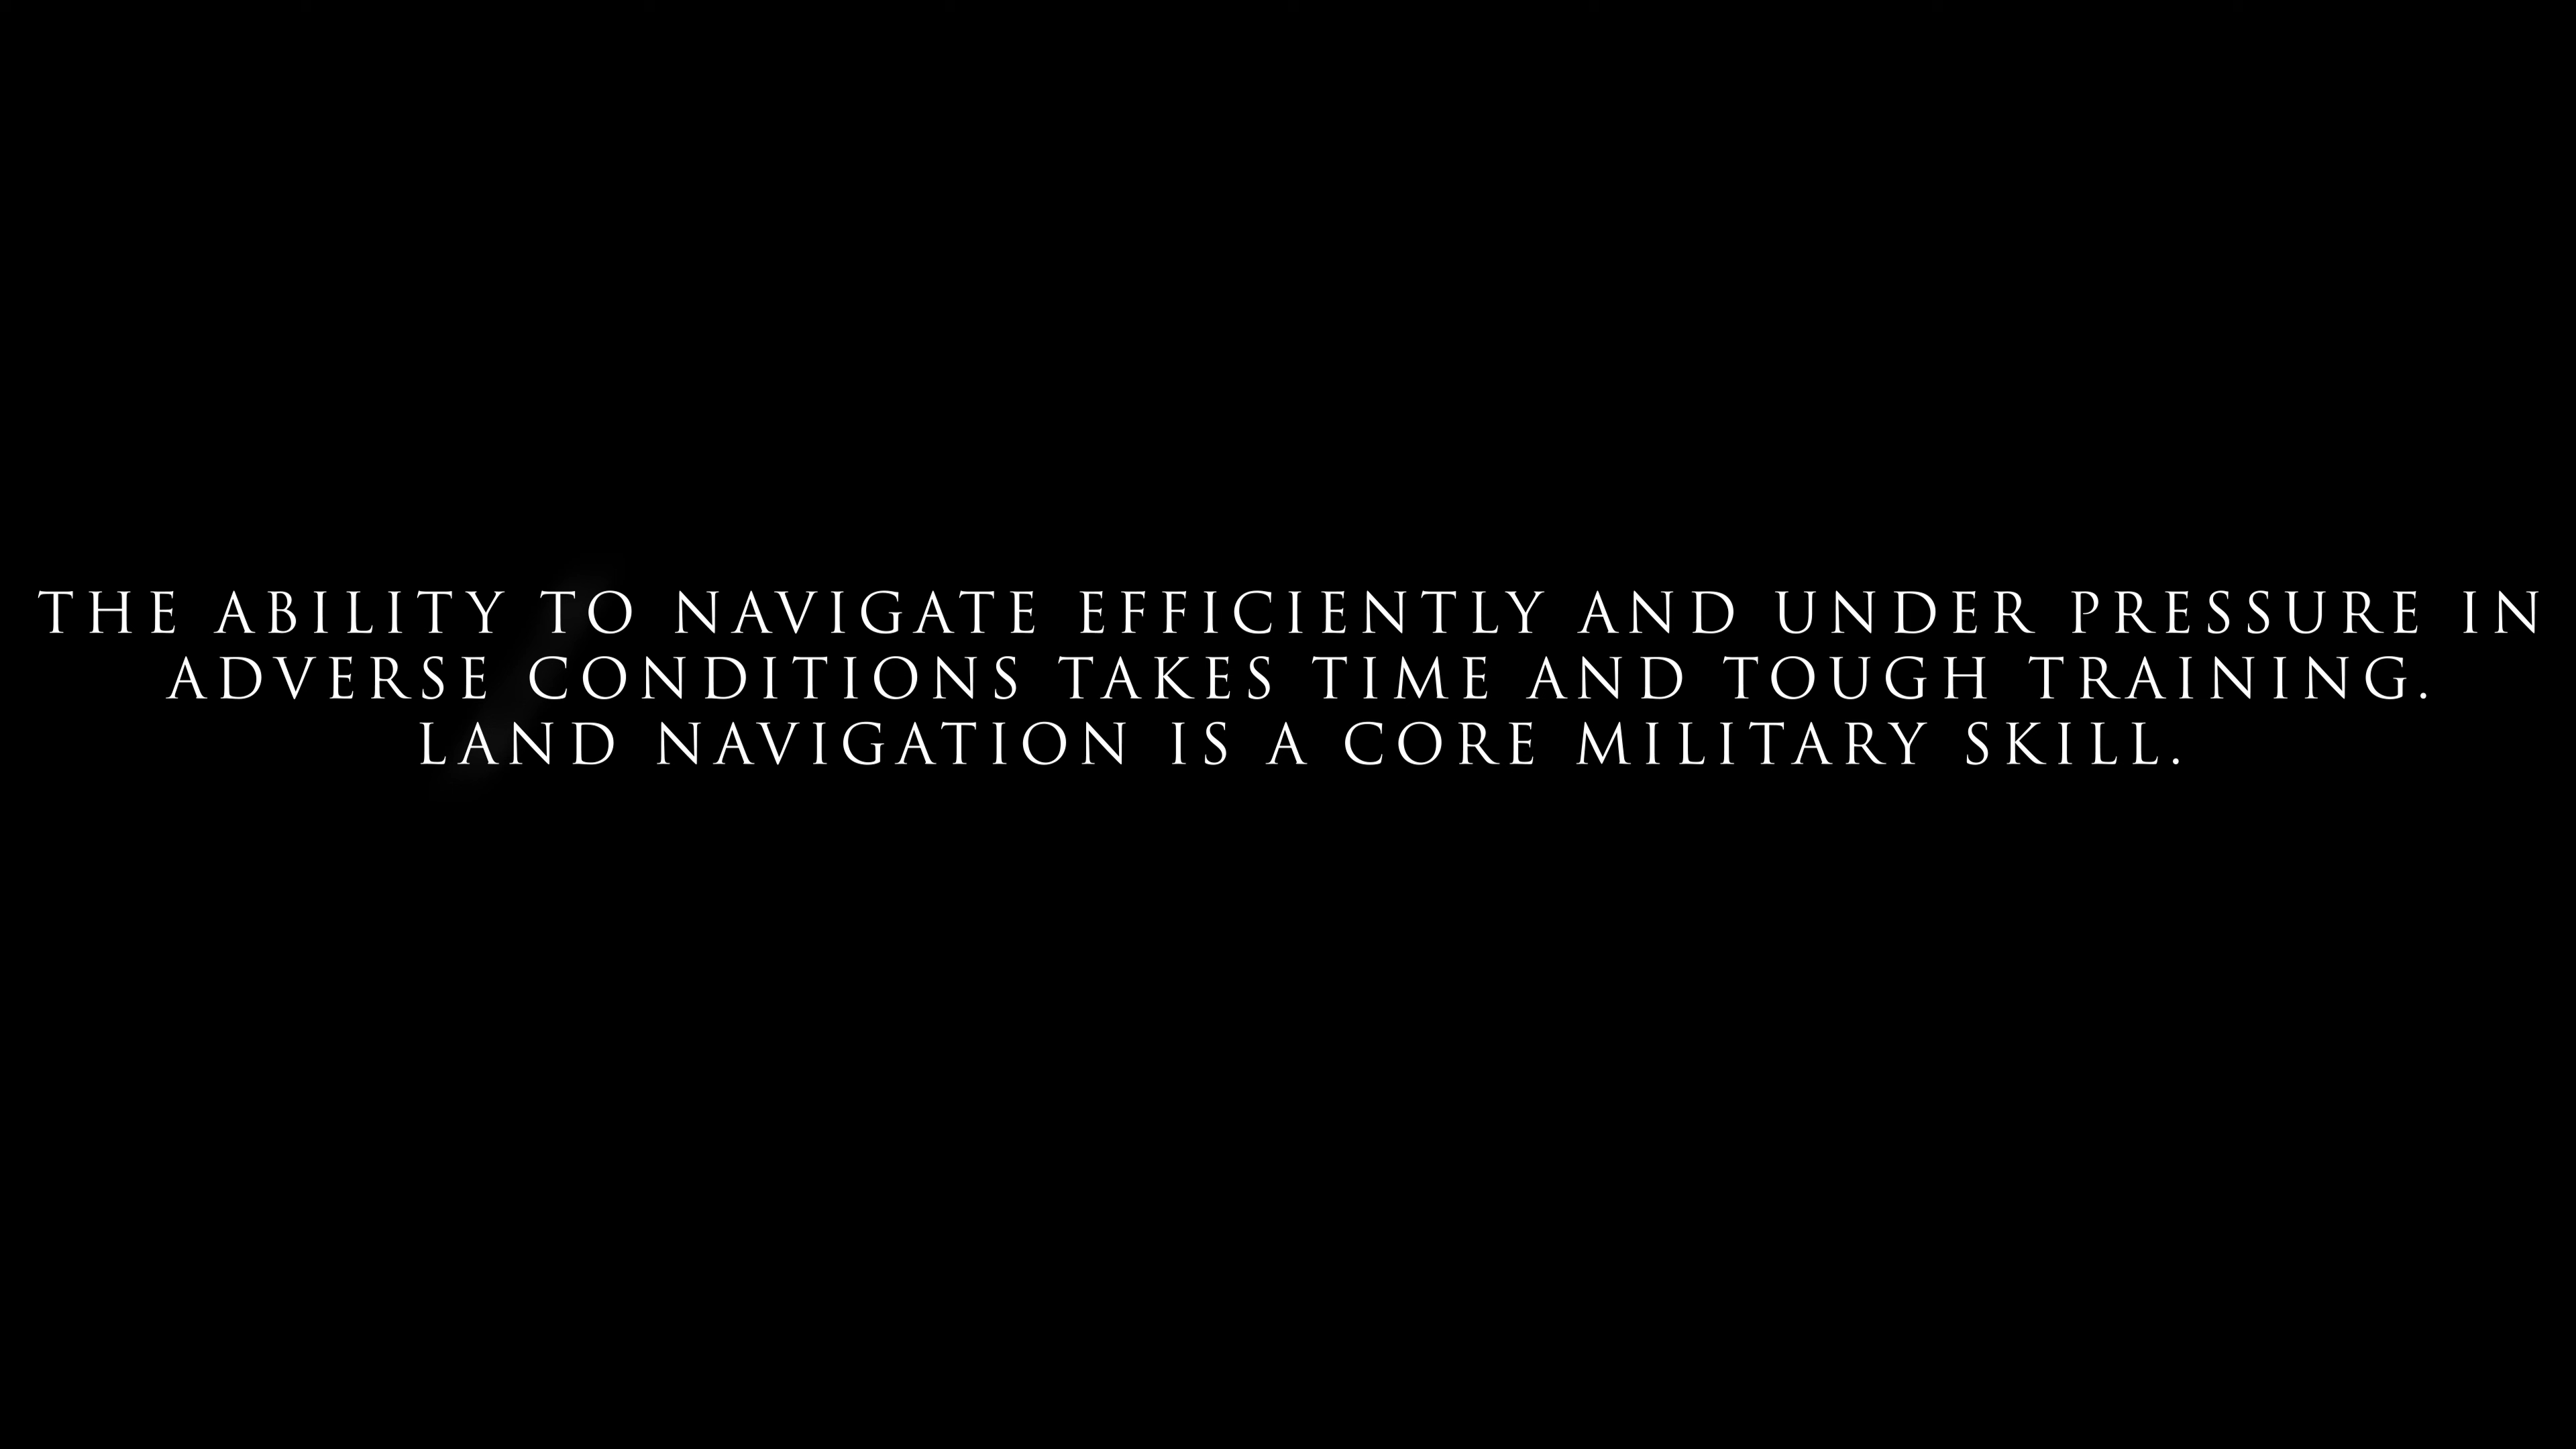 THE ABILITY TO NAVIGATE EFFICIENTLY AND UNDER PRESSURE IN
ADVERSE CONDITIONS TAKES TIME AND TOUGH TRAINING.
LAND NAVIGATION IS A CORE MILITARY SKILL.